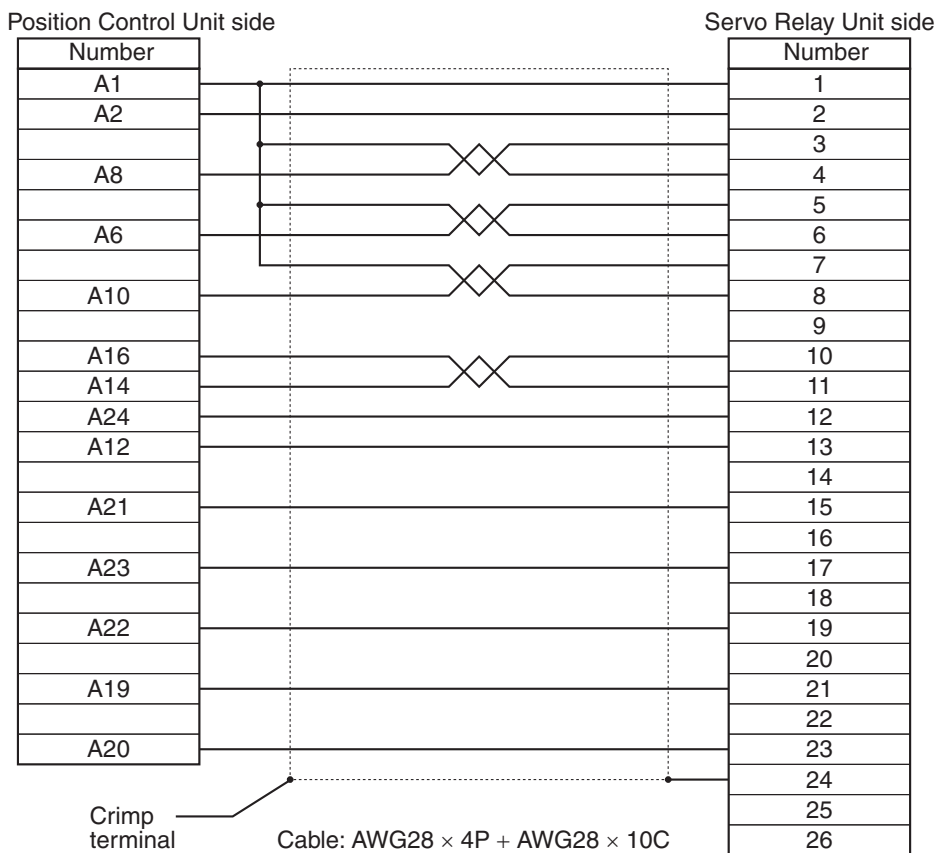 Position Control Unit side
Servo Relay Unit side
Number
Number
A1
1
A2
2
3
A8
4
5
A6
6
7
A10
8
9
A16
10
A14
11
A24
12
A12
13
14
A21
15
16
A23
17
18
A22
19
20
A19
21
22
A20
23
24
25
26
Crimp
terminal
Cable: AWG28 × 4P + AWG28 × 10C